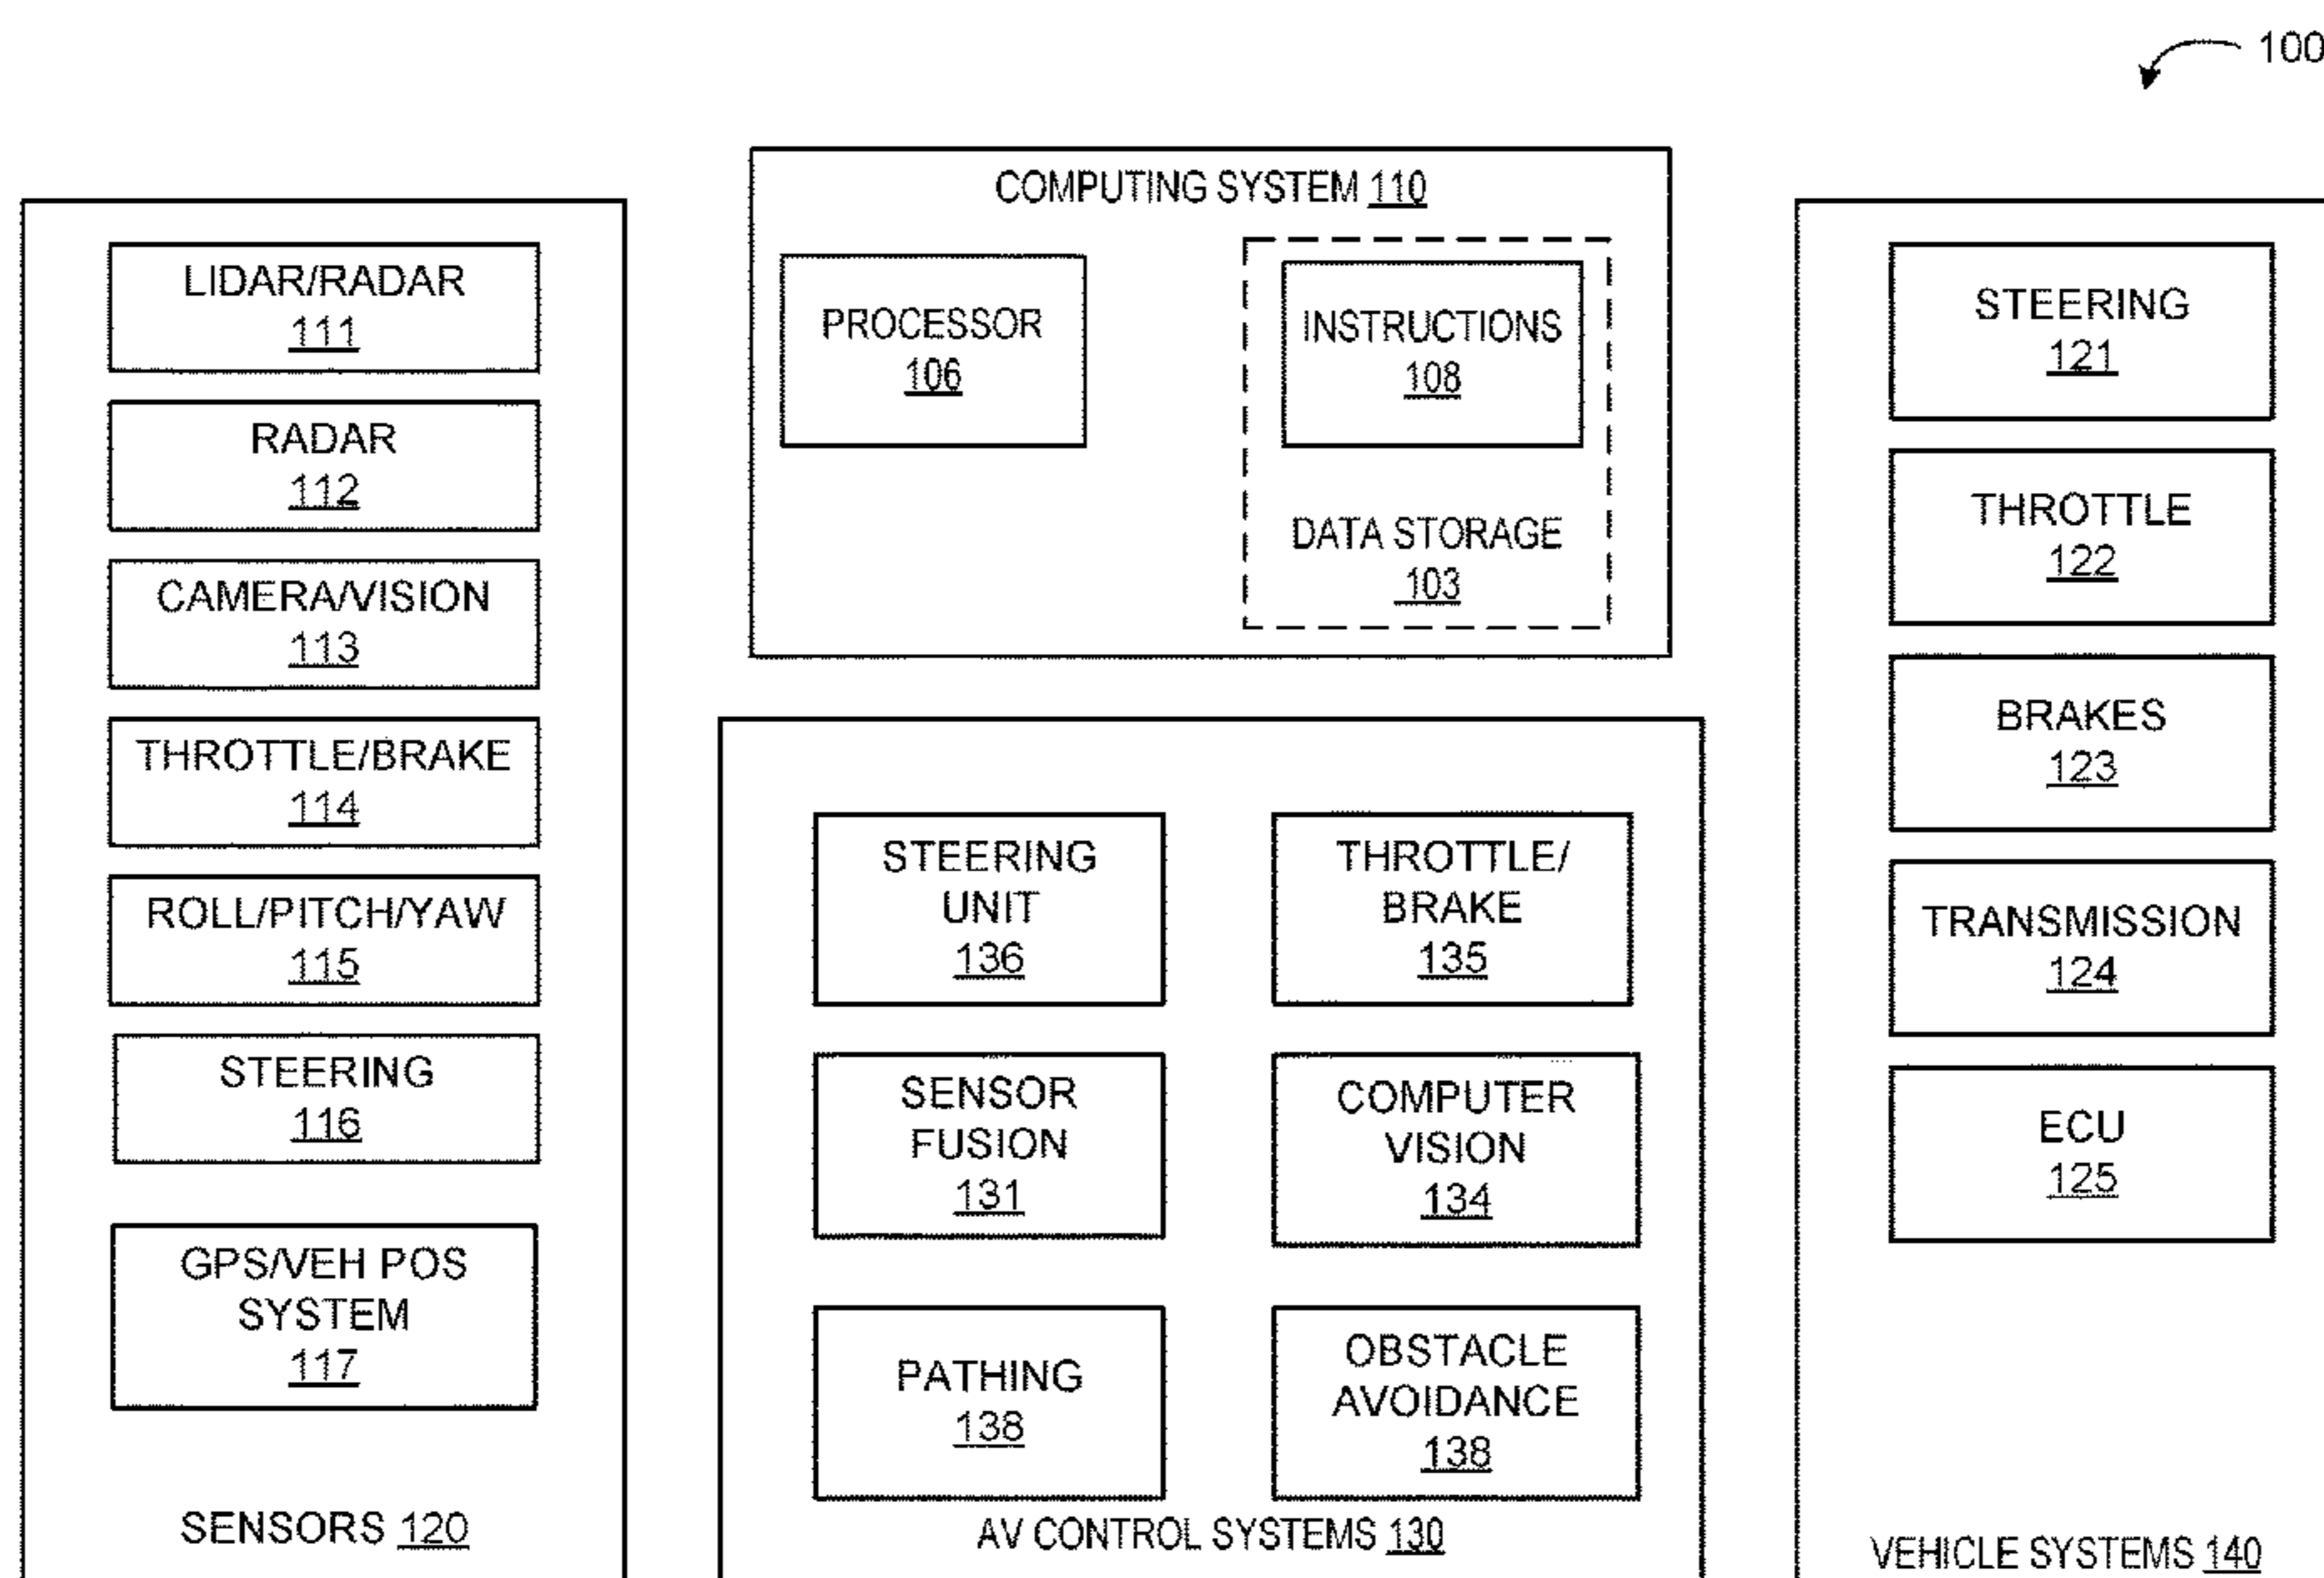 100
LIDAR/RADAR
111
RADAR
112
CAMERA/VISION
113
THROTTLE/BRAKE
114
ROLL/PITCH/YAW
115
STEERING
116
GPS/VEH POS
SYSTEM
117
SENSORS 120
COMPUTING SYSTEM 110
PROCESSOR
106
INSTRUCTIONS
108
DATA STORAGE
103
STEERING
UNIT
136
THROTTLE/
BRAKE
135
SENSOR
FUSION
131
COMPUTER
VISION
134
PATHING
138
OBSTACLE
AVOIDANCE
138
AV CONTROL SYSTEMS 130
STEERING
121
THROTTLE
122
BRAKES
123
TRANSMISSION
124
ECU
125
VEHICLE SYSTEMS 140